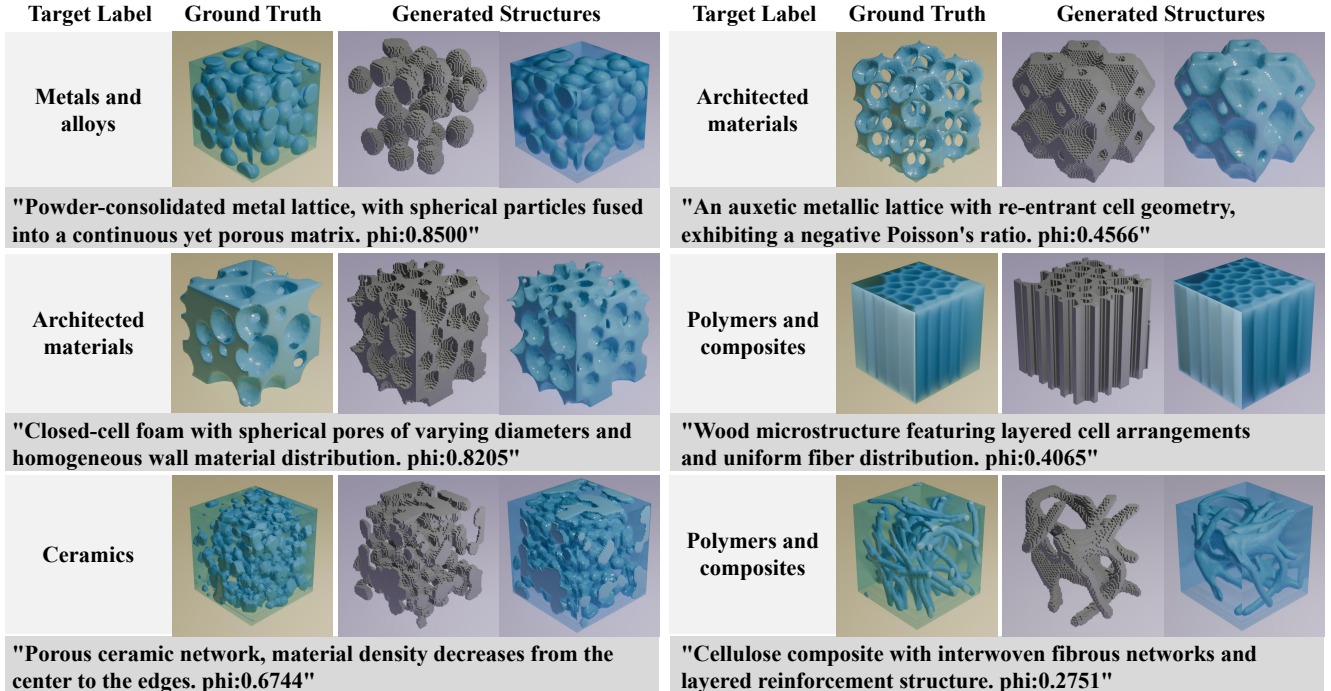 Target Label Ground Truth Generated Structures
Metals and
alloys
"Powder-consolidated metal lattice, with spherical particles fused
into a continuous yet porous matrix. phi:0.8500"
Architected
materials
"Closed-cell foam with spherical pores of varying diameters and
homogeneous wall material distribution. phi:0.8205"
Ceramics
"Porous ceramic network, material density decreases from the
center to the edges. phi:0.6744"
Target Label Ground Truth Generated Structures
Architected
materials
"An auxetic metallic lattice with re-entrant cell geometry,
exhibiting a negative Poisson's ratio. phi:0.4566"
Polymers and
composites
"Wood microstructure featuring layered cell arrangements
and uniform fiber distribution. phi:0.4065"
Polymers and
composites
"Cellulose composite with interwoven fibrous networks and
layered reinforcement structure. phi:0.2751"